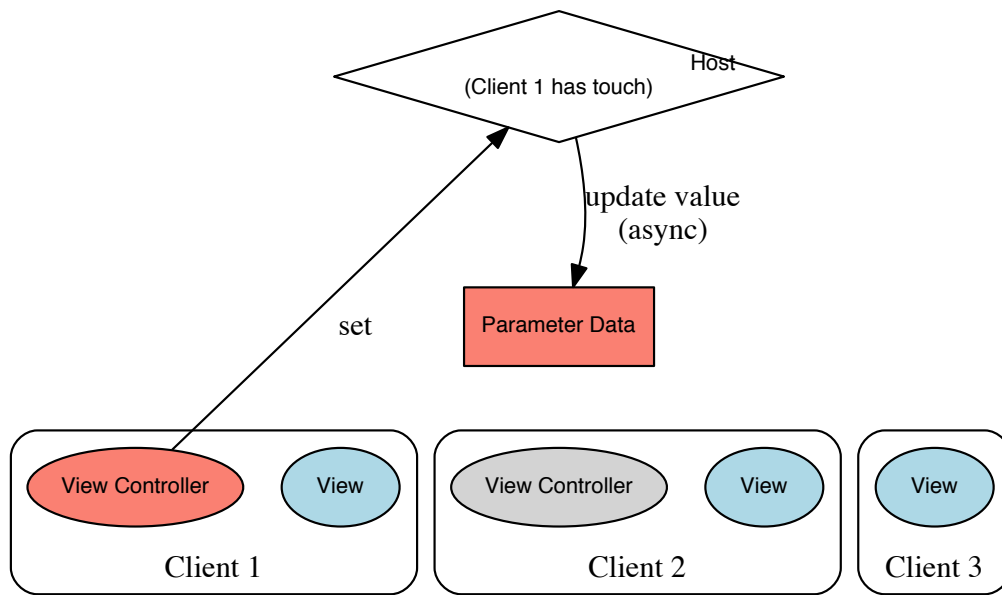 Host
(Client 1 has touch)
update value
(async)
set
Parameter Data
View Controller
View
View Controller
View
View
Client 1
Client 2
Client 3